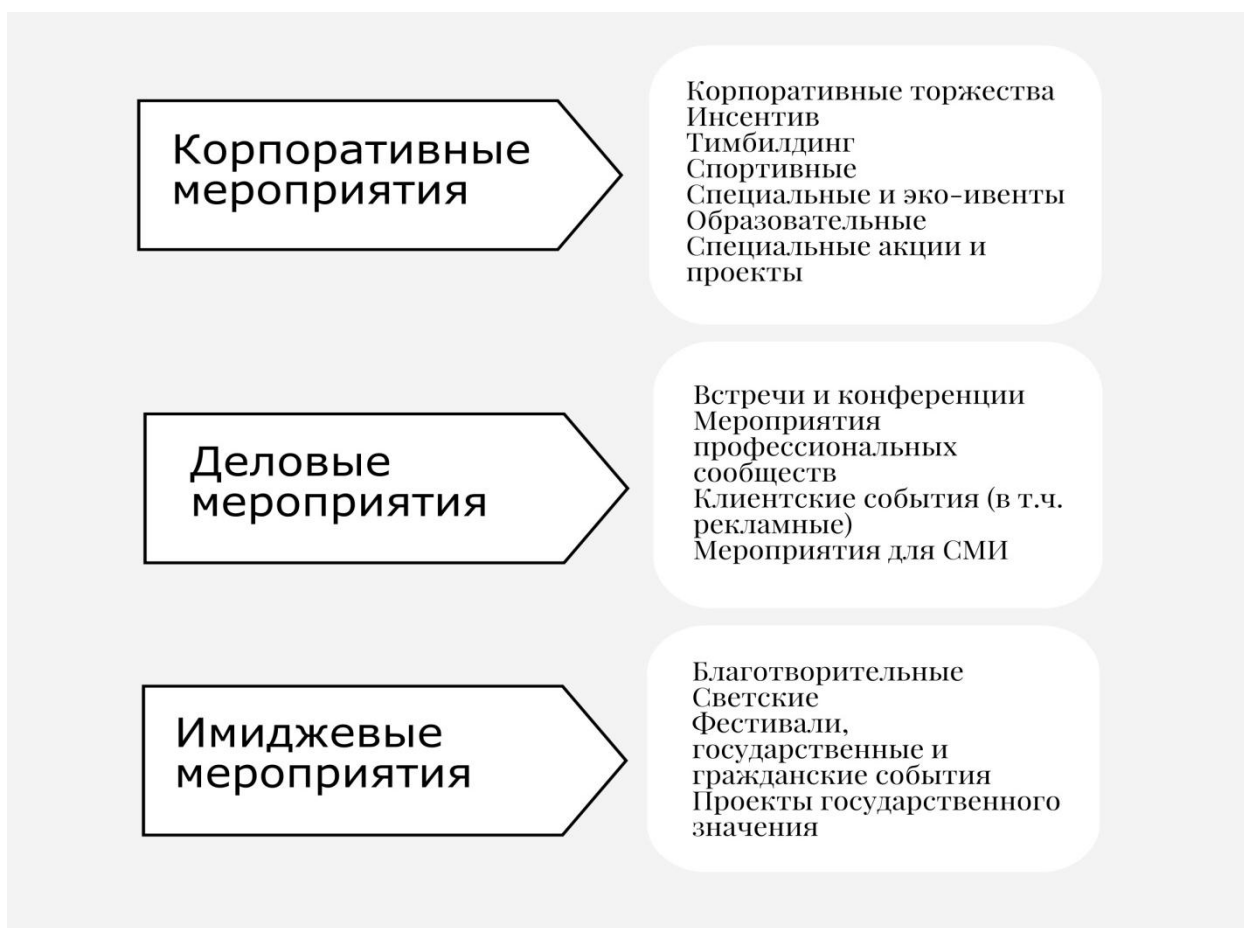 Корпоративные
мероприятия
Корпоративные торжества
Инсентив
Тимбилдинг
Спортивные
Специальные и эко-ивенты
Образовательные
Специальные акции и
проекты
Деловые
мероприятия
Встречи и конференции
Мероприятия
профессиональных
сообществ
Клиентские события (в т.ч.
рекламные)
Мероприятия для СМИ
Имиджевые
мероприятия
Благотворительные
Светские
Фестивали,
государственные и
гражданские события
Проекты государственного
значения